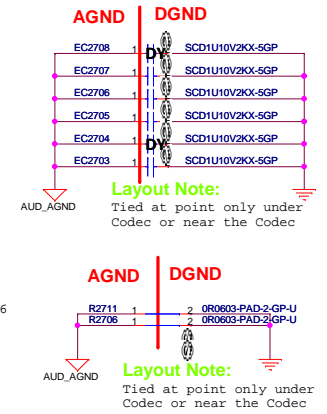 AGND DGND
EC2708 1 DY SCD1U10V2KX-5GP
EC2707 1 SCD1U10V2KX-5GP
EC2706 1 SCD1U10V2KX-5GP
EC2705 1 SCD1U10V2KX-5GP
EC2704 1 DY SCD1U10V2KX-5GP
EC2703 1 SCD1U10V2KX-5GP
AUD_AGND
Layout Note:
Tied at point only under
Codec or near the Codec
AGND DGND
6
R2711 1 2 0R0603-PAD-2-GP-U
R2706 1 2 0R0603-PAD-2-GP-U
AUD_AGND
Layout Note:
Tied at point only under
Codec or near the Codec